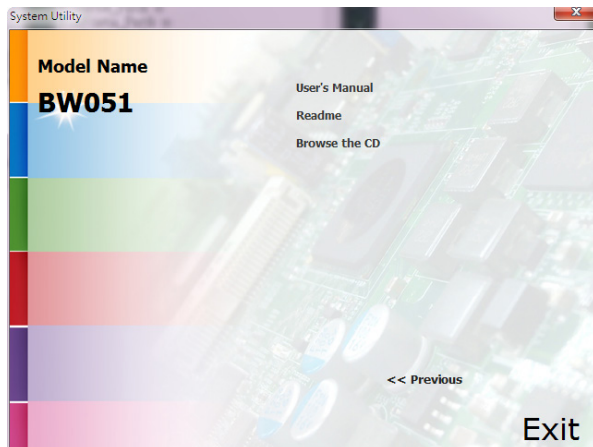 System Utility
Model Name
BW051
User's Manual
Readme
Browse the CD
<< Previous
Exit